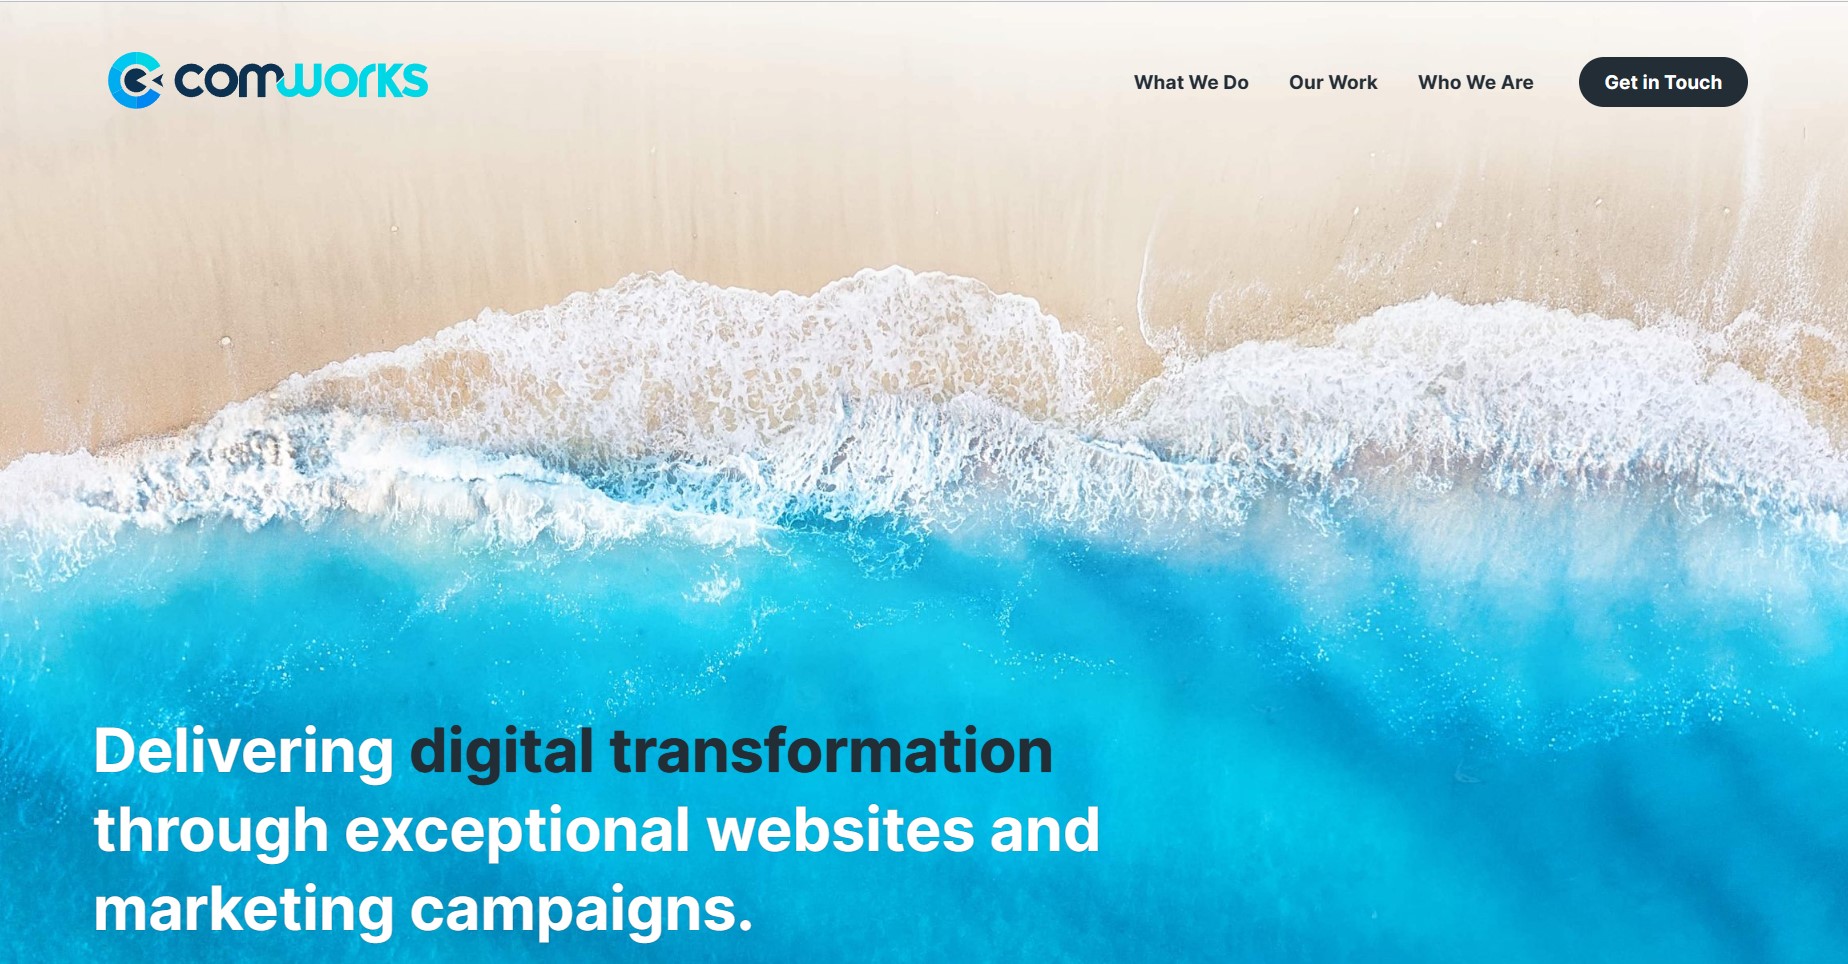 comworks
What We Do
Our Work
Who We Are
Get in Touch
Delivering digital transformation
through exceptional websites and
marketing campaigns.